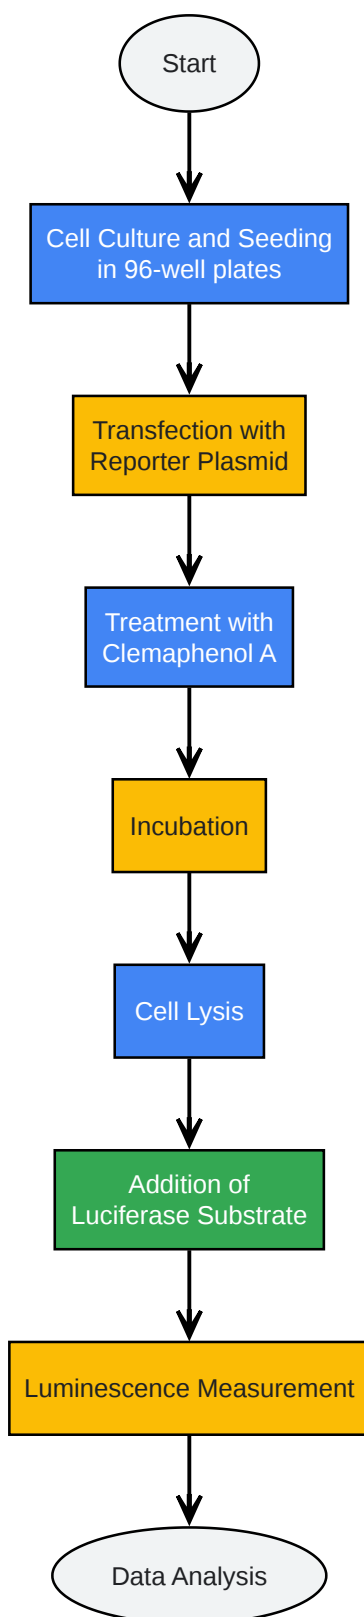 Start
Cell Culture and Seeding
in 96-well plates
Transfection with
Reporter Plasmid
Treatment with
Clemaphenol A
Incubation
Cell Lysis
Addition of
Luciferase Substrate
Luminescence Measurement
Data Analysis